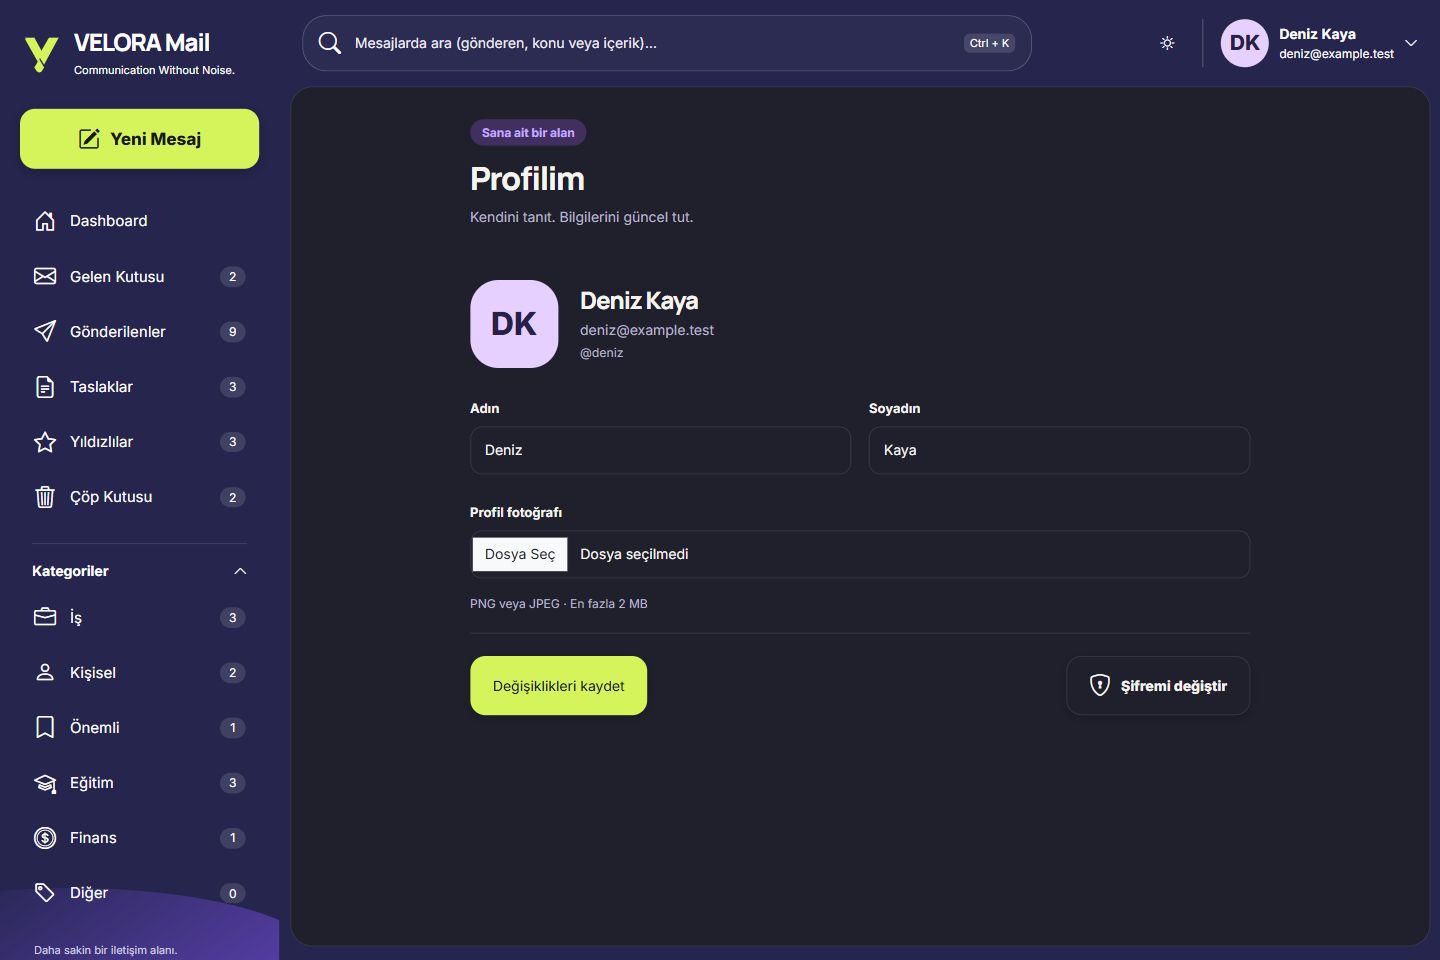 VELORA Mail
Communication Without Noise.
Mesajlarda ara (gönderen, konu veya içerik)...
Ctrl + K
DK
Deniz Kaya
deniz@example.test
Yeni Mesaj
Dashboard
Gelen Kutusu 2
Gönderilenler 9
Taslaklar 3
Yıldızlılar 3
Çöp Kutusu 2
Kategoriler
İş 3
Kişisel 2
Önemli 1
Eğitim 3
Finans 1
Diğer 0
Daha sakin bir iletişim alanı.
Sana ait bir alan
Profilim
Kendini tanıt. Bilgilerini güncel tut.
DK
Deniz Kaya
deniz@example.test
@deniz
Adın
Deniz
Soyadın
Kaya
Profil fotoğrafı
Dosya Seç Dosya seçilmedi
PNG veya JPEG · En fazla 2 MB
Değişiklikleri kaydet
Şifremi değiştir